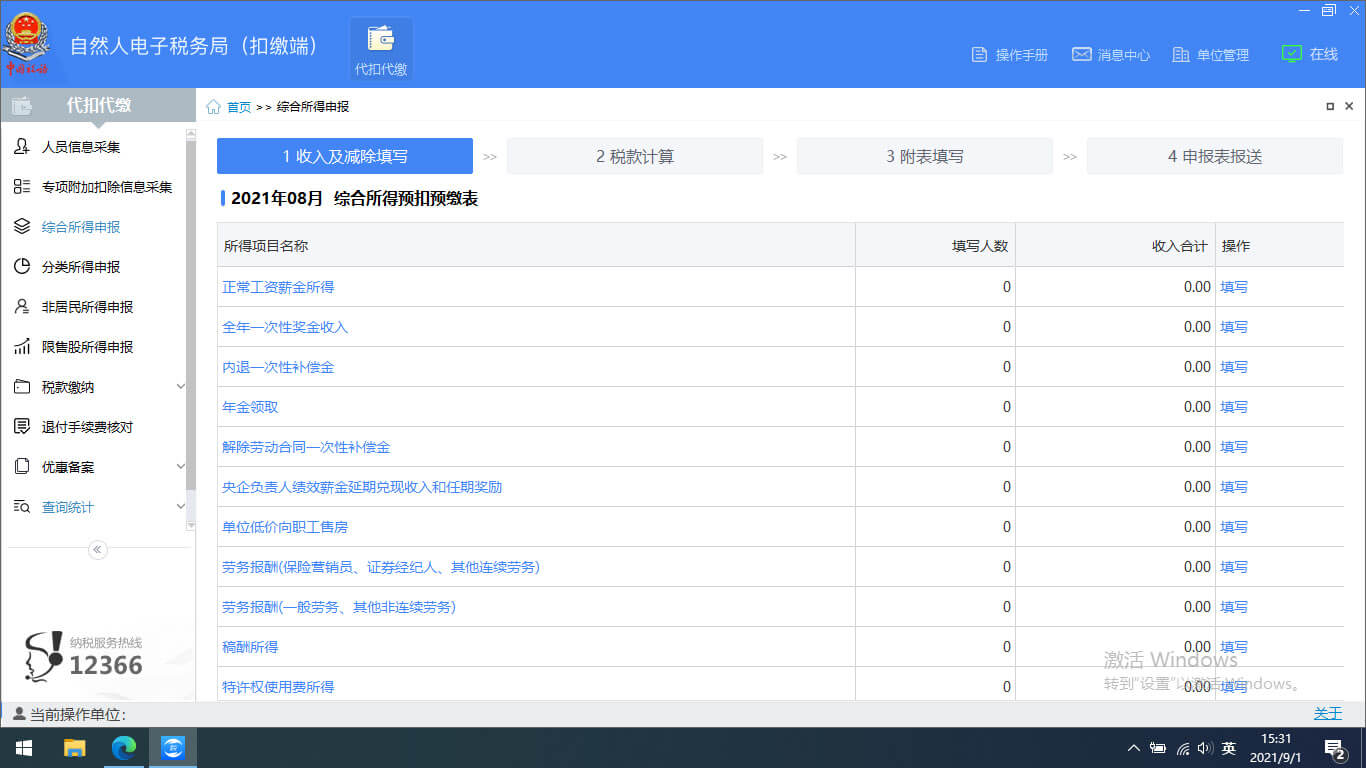 自然人电子税务局（扣缴端）
代扣代缴
操作手册
消息中心
单位管理
在线
中国税务
代扣代缴
首页 >> 综合所得申报
人员信息采集
专项附加扣除信息采集
综合所得申报
分类所得申报
非居民所得申报
限售股所得申报
税款缴纳
退付手续费核对
优惠备案
查询统计
纳税服务热线
12366
1 收入及减除填写 >> 2 税款计算 >> 3 附表填写 >> 4 申报表报送
2021年08月 综合所得预扣预缴表
所得项目名称 填写人数 收入合计 操作
正常工资薪金所得 0 0.00 填写
全年一次性奖金收入 0 0.00 填写
内退一次性补偿金 0 0.00 填写
年金领取 0 0.00 填写
解除劳动合同一次性补偿金 0 0.00 填写
央企负责人绩效薪金延期兑现收入和任期奖励 0 0.00 填写
单位低价向职工售房 0 0.00 填写
劳务报酬(保险营销员、证券经纪人、其他连续劳务) 0 0.00 填写
劳务报酬(一般劳务、其他非连续劳务) 0 0.00 填写
稿酬所得 0 0.00 填写
特许权使用费所得 0 0.00 填写
激活 Windows
转到"设置"以激活 Windows。
当前操作单位:
关于
英
15:31
2021/9/1
2